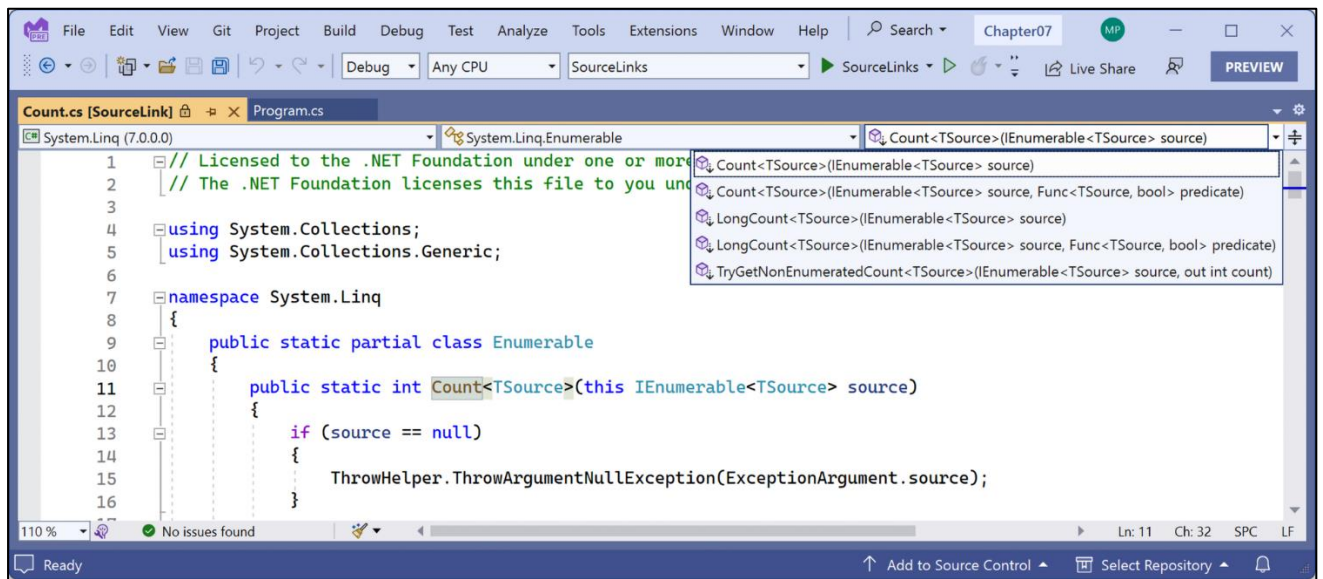 PRE File Edit View Git Project Build Debug Test Analyze Tools Extensions Window Help Search Chapter07 MP
Debug Any CPU SourceLinks SourceLinks Live Share PREVIEW
Count.cs [SourceLink] Program.cs
C# System.Linq (7.0.0.0) System.Linq.Enumerable Count<TSource>(IEnumerable<TSource> source)
Count<TSource>(IEnumerable<TSource> source)
Count<TSource>(IEnumerable<TSource> source, Func<TSource, bool> predicate)
LongCount<TSource>(IEnumerable<TSource> source)
LongCount<TSource>(IEnumerable<TSource> source, Func<TSource, bool> predicate)
TryGetNonEnumeratedCount<TSource>(IEnumerable<TSource> source, out int count)
1 // Licensed to the .NET Foundation under one or more
2 // The .NET Foundation licenses this file to you
3
4 using System.Collections;
5 using System.Collections.Generic;
6
7 namespace System.Linq
8 {
9 public static partial class Enumerable
10 {
11 public static int Count<TSource>(this IEnumerable<TSource> source)
12 {
13 if (source == null)
14 {
15 ThrowHelper.ThrowArgumentNullException(ExceptionArgument.source);
16 }
110 % No issues found Ln: 11 Ch: 32 SPC LF
Ready Add to Source Control Select Repository